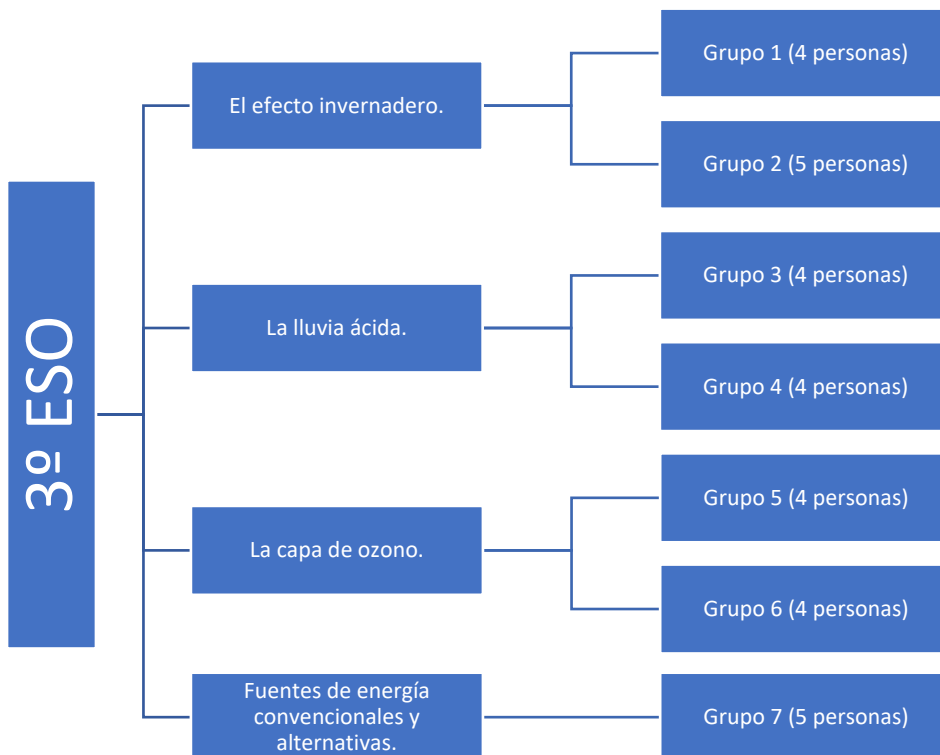 3º ESO
El efecto invernadero.
Grupo 1 (4 personas)
Grupo 2 (5 personas)
La lluvia ácida.
Grupo 3 (4 personas)
Grupo 4 (4 personas)
La capa de ozono.
Grupo 5 (4 personas)
Grupo 6 (4 personas)
Fuentes de energía
convencionales y
alternativas.
Grupo 7 (5 personas)